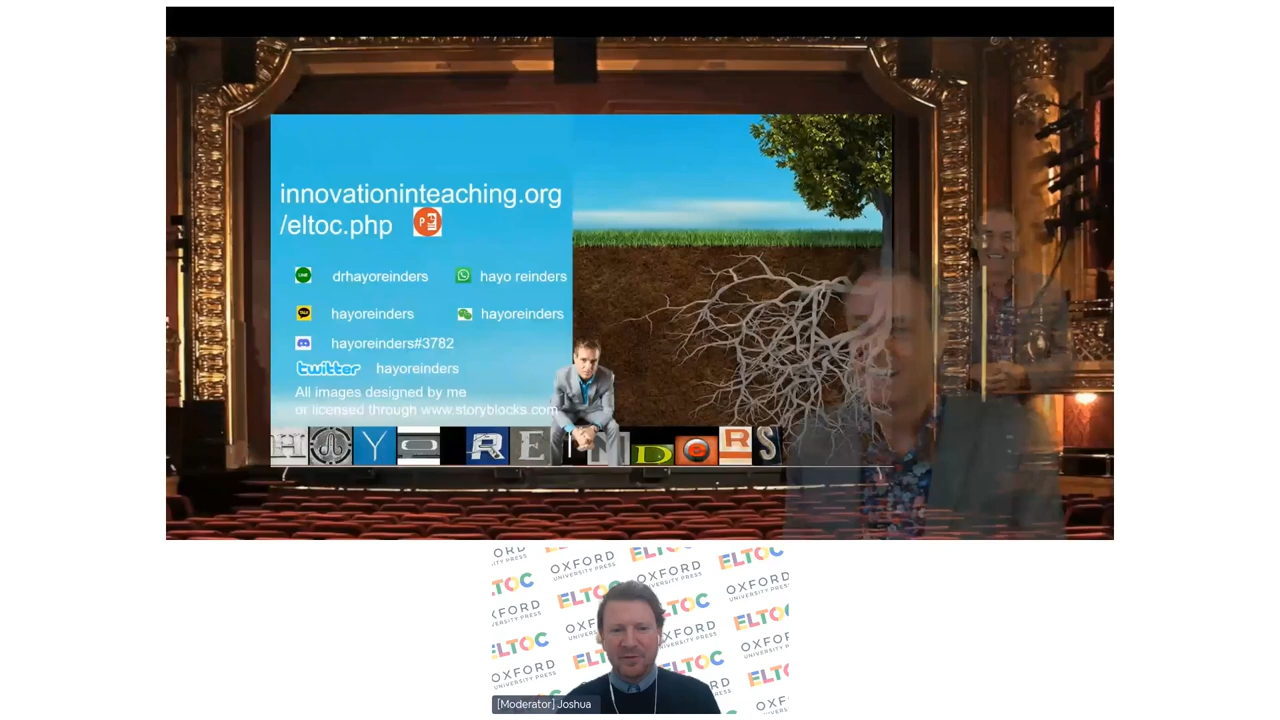 innovationinteaching.org
/eltoc.php
drhayoreinders
hayo reinders
hayoreinders
hayoreinders
hayoreinders#3782
twitter
hayoreinders
All images designed by me
or licensed through www.storyblocks.com
OXFORD
UNIVERSITY PRESS
ELTOC
[Moderator] Joshua